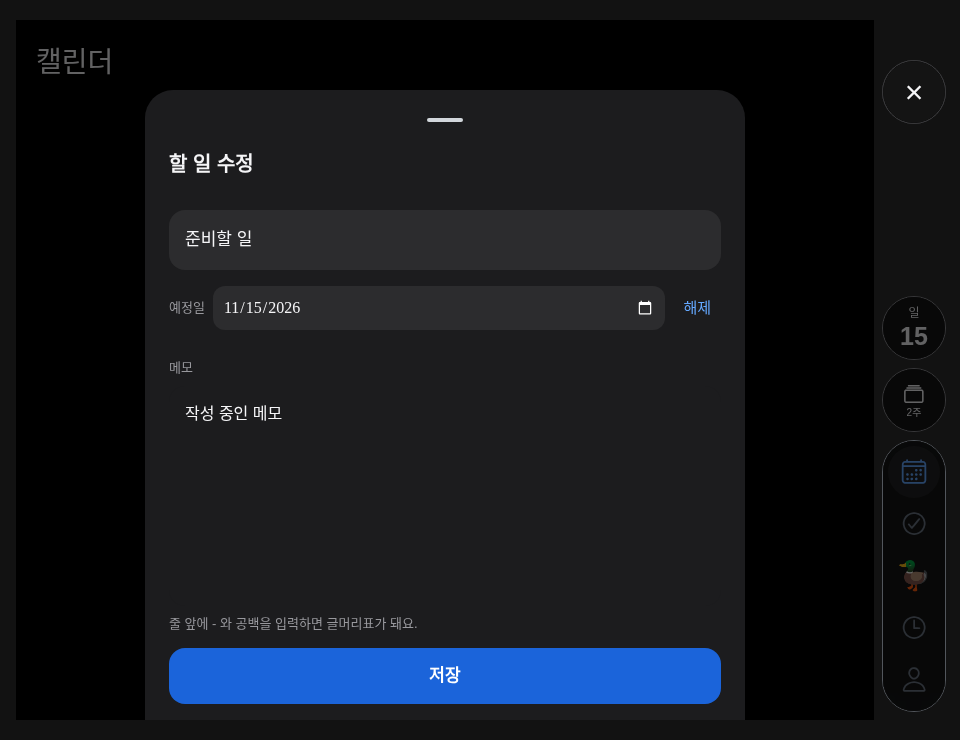 캘린더
할 일 수정
준비할 일
예정일 11/15/2026 해제
메모
작성 중인 메모
줄 앞에 - 와 공백을 입력하면 글머리표가 돼요.
저장
일
15
2주